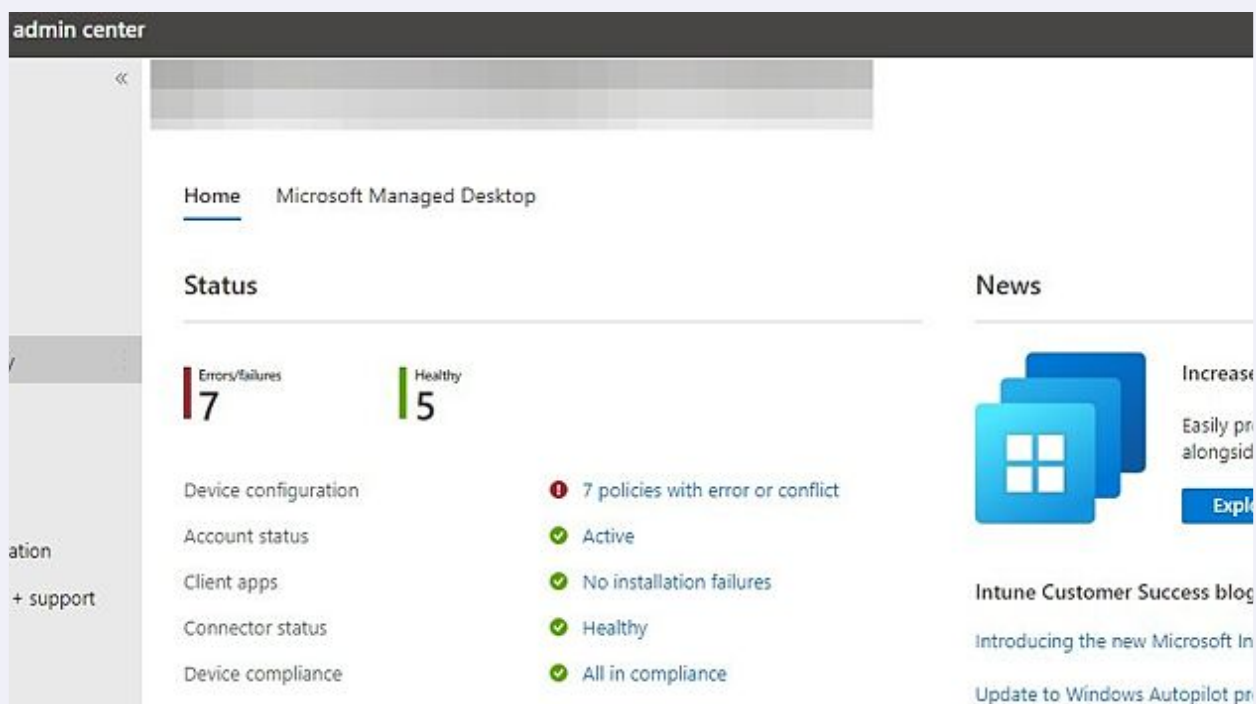 admin center
«
Home Microsoft Managed Desktop
Status
News
Errors/failures
7
Healthy
5
Increase
Easily pr
alongsid
Explo
Device configuration 7 policies with error or conflict
Account status Active
ation
Client apps No installation failures
+ support
Intune Customer Success blog
Connector status Healthy
Introducing the new Microsoft In
Device compliance All in compliance
Update to Windows Autopilot pr